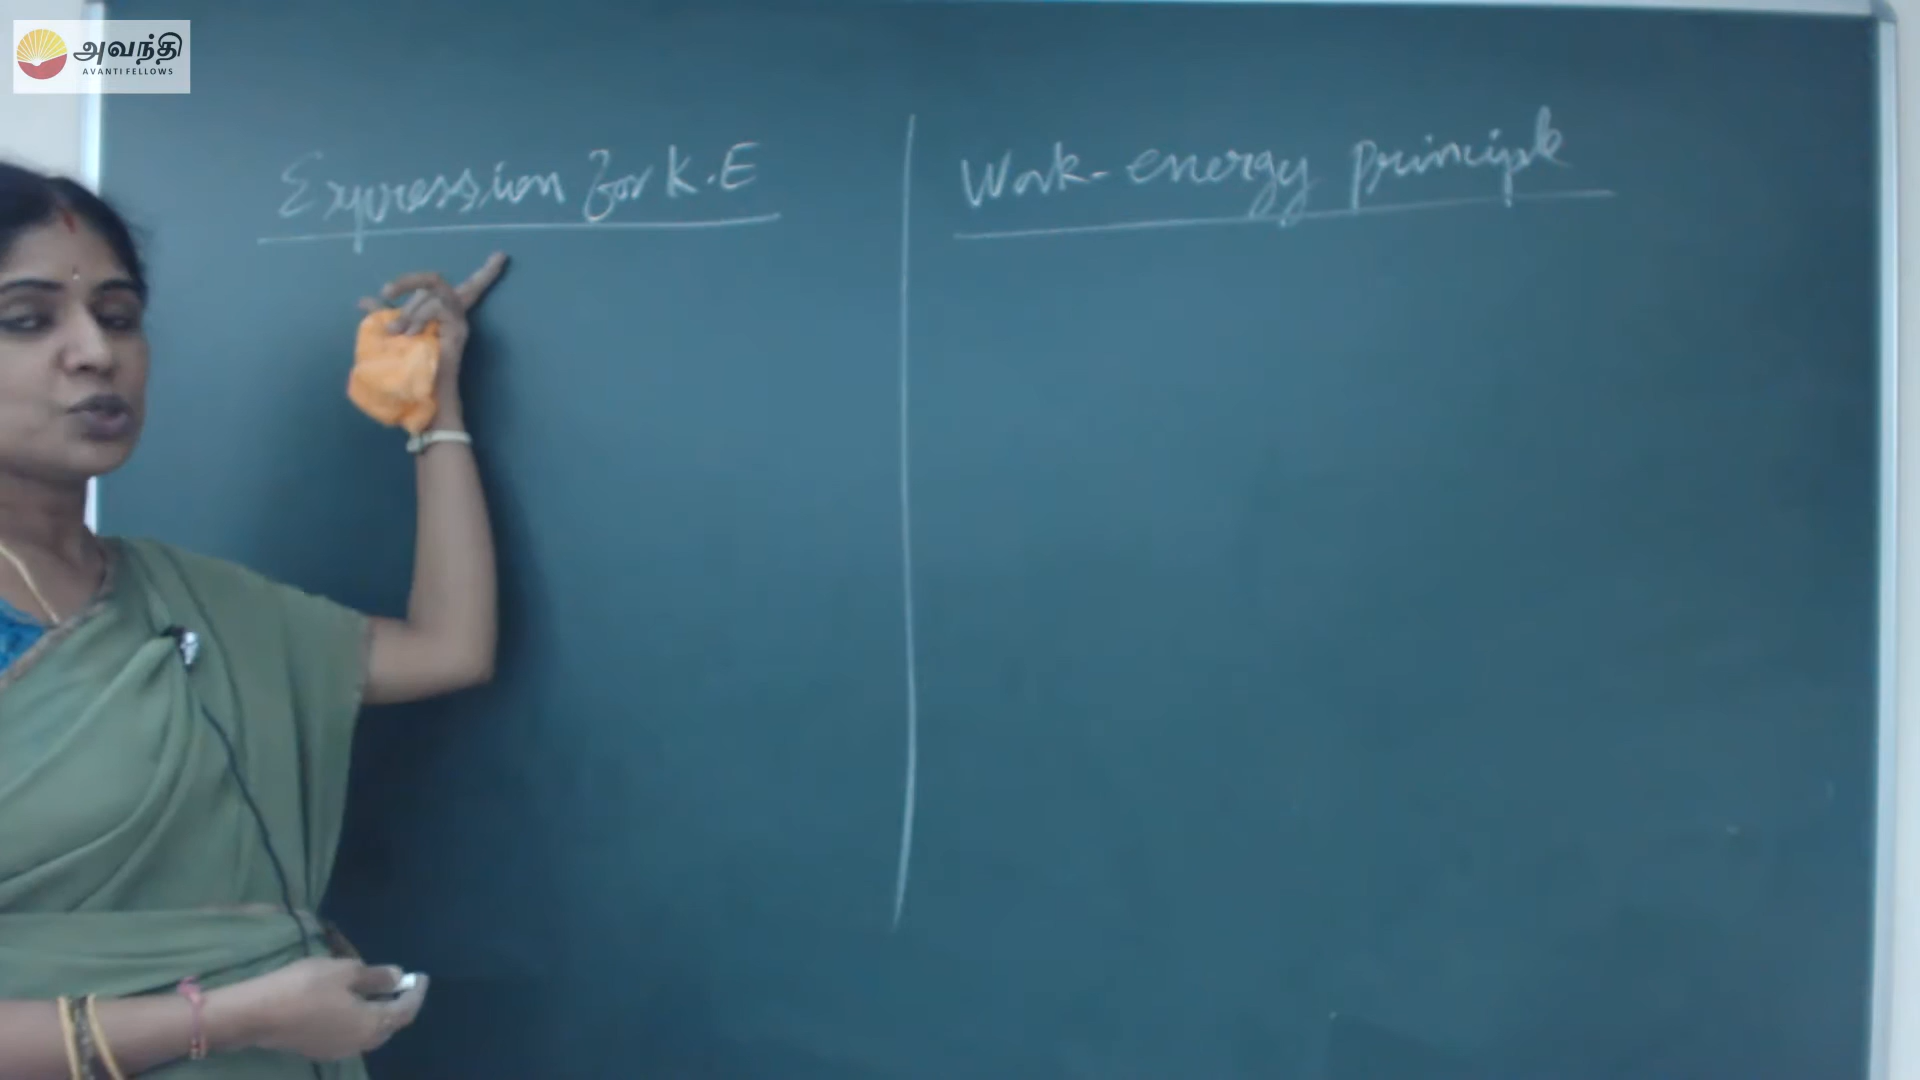 அவந்தி
AVANTI FELLOWS
Expression for K.E
Work-energy principle